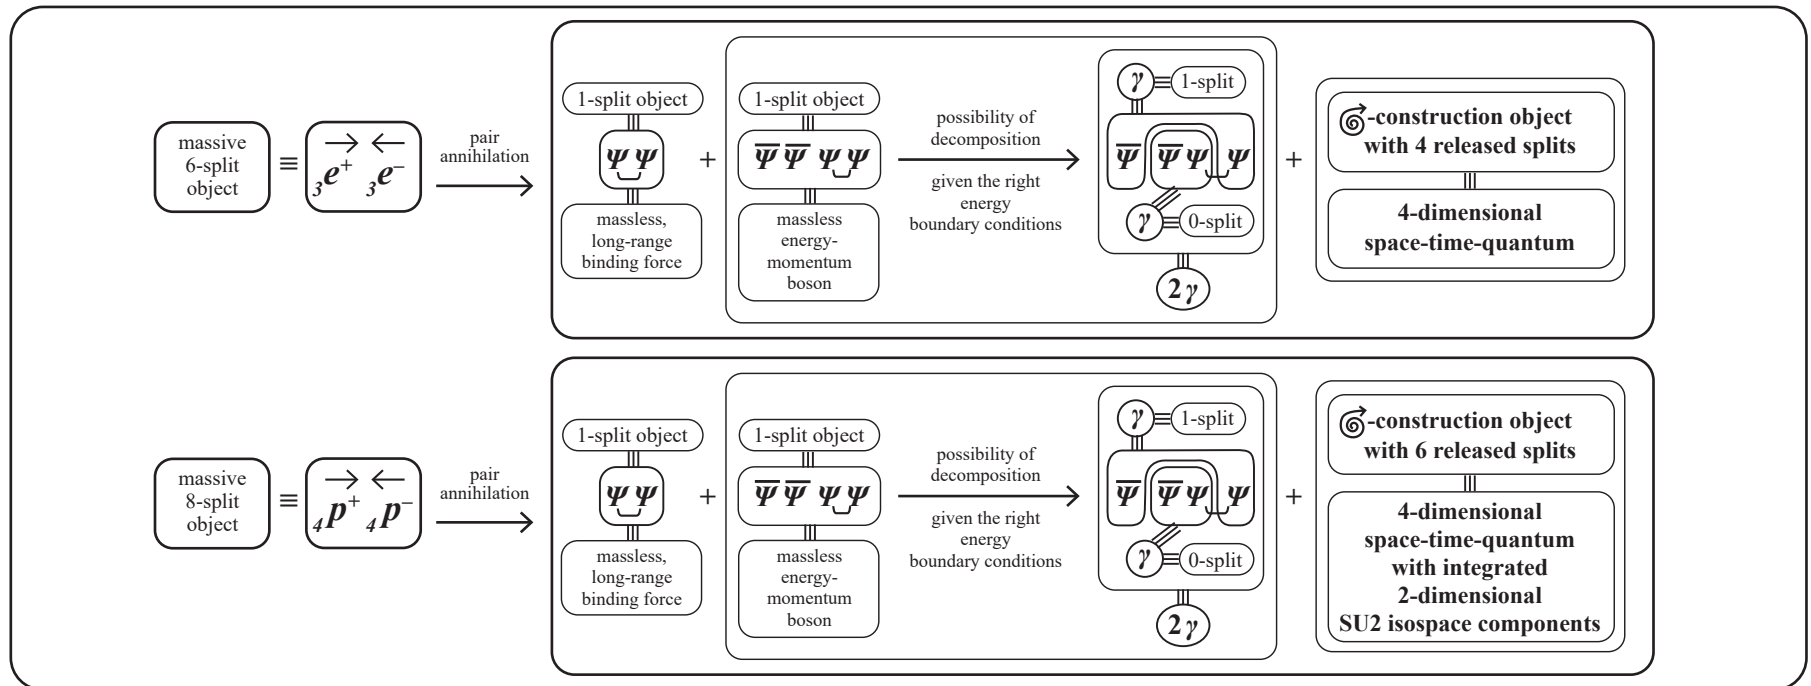 massive
6-split
object
≡
₃e⁺ ₃e⁻
pair
annihilation
1-split object
Ψ Ψ
massless,
long-range
binding force
+
1-split object
Ψ̅ Ψ̅ Ψ Ψ
massless
energy-
momentum
boson
possibility of
decomposition
given the right
energy
boundary conditions
γ 1-split
Ψ̅ Ψ̅ Ψ Ψ
γ 0-split
2γ
+
-construction object
with 4 released splits
4-dimensional
space-time-quantum
massive
8-split
object
≡
₄p⁺ ₄p⁻
pair
annihilation
1-split object
Ψ Ψ
massless,
long-range
binding force
+
1-split object
Ψ̅ Ψ̅ Ψ Ψ
massless
energy-
momentum
boson
possibility of
decomposition
given the right
energy
boundary conditions
γ 1-split
Ψ̅ Ψ̅ Ψ Ψ
γ 0-split
2γ
+
-construction object
with 6 released splits
4-dimensional
space-time-quantum
with integrated
2-dimensional
SU2 isospace components